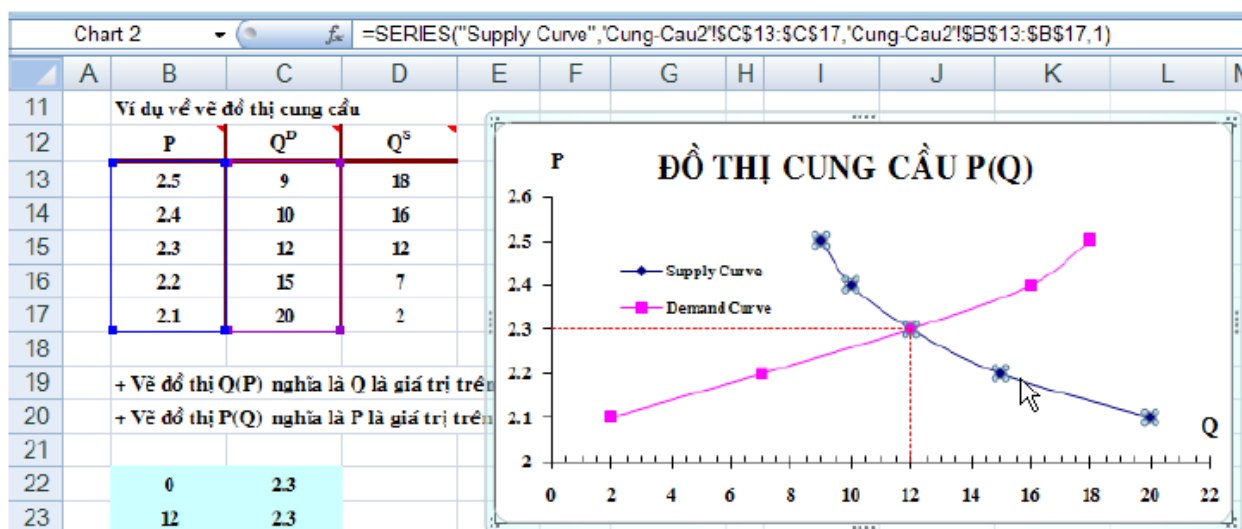 Chart 2 fx =SERIES("Supply Curve",'Cung-Cau2'!$C$13:$C$17,'Cung-Cau2'!$B$13:$B$17,1)
A B C D E F G H I J K L
11 Ví dụ về vẽ đồ thị cung cầu
12 P Q^D Q^S
13 2.5 9 18
14 2.4 10 16
15 2.3 12 12
16 2.2 15 7
17 2.1 20 2
18
19 + Vẽ đồ thị Q(P) nghĩa là Q là giá trị trên
20 + Vẽ đồ thị P(Q) nghĩa là P là giá trị trên
21
22 0 2.3
23 12 2.3
P ĐỒ THỊ CUNG CẦU P(Q)
2.6
2.5
Supply Curve
2.4
Demand Curve
2.3
2.2
2.1
Q
2
0 2 4 6 8 10 12 14 16 18 20 22